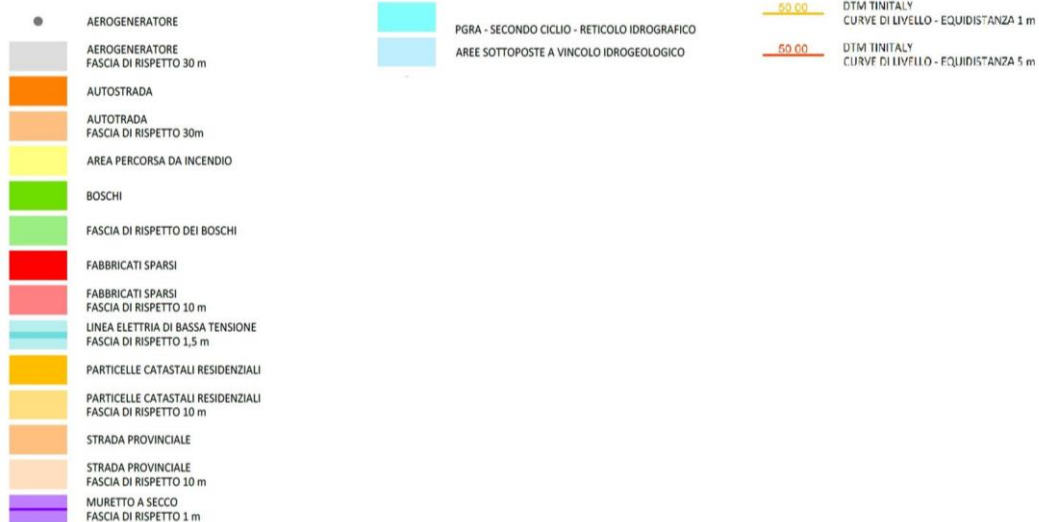 AEROGENERATORE
AEROGENERATORE
FASCIA DI RISPETTO 30 m
AUTOSTRADA
AUTOTRADA
FASCIA DI RISPETTO 30m
AREA PERCORSA DA INCENDIO
BOSCHI
FASCIA DI RISPETTO DEI BOSCHI
FABBRICATI SPARSI
FABBRICATI SPARSI
FASCIA DI RISPETTO 10 m
LINEA ELETTRIA DI BASSA TENSIONE
FASCIA DI RISPETTO 1,5 m
PARTICELLE CATASTALI RESIDENZIALI
PARTICELLE CATASTALI RESIDENZIALI
FASCIA DI RISPETTO 10 m
STRADA PROVINCIALE
STRADA PROVINCIALE
FASCIA DI RISPETTO 10 m
MURETTO A SECCO
FASCIA DI RISPETTO 1 m
PGRA - SECONDO CICLO - RETICOLO IDROGRAFICO
AREE SOTTOPOSTE A VINCOLO IDROGEOLOGICO
50.00
DTM TINITALY
CURVE DI LIVELLO - EQUIDISTANZA 1 m
50.00
DTM TINITALY
CURVE DI LIVELLO - EQUIDISTANZA 5 m